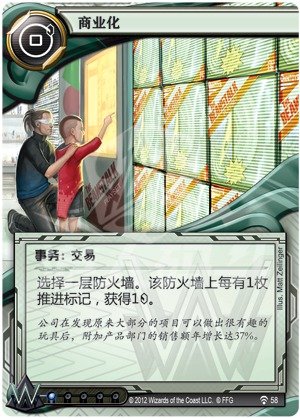 商业化
事务: 交易
选择一层防火墙。该防火墙上每有1枚
推进标记，获得1。
公司在发现原来大部分的项目可以做出很有趣的
玩具后，附加产品部门的销售额年增长达37%。
Illus. Matt Zeilinger
© 2012 Wizards of the Coast LLC. © FFG
58